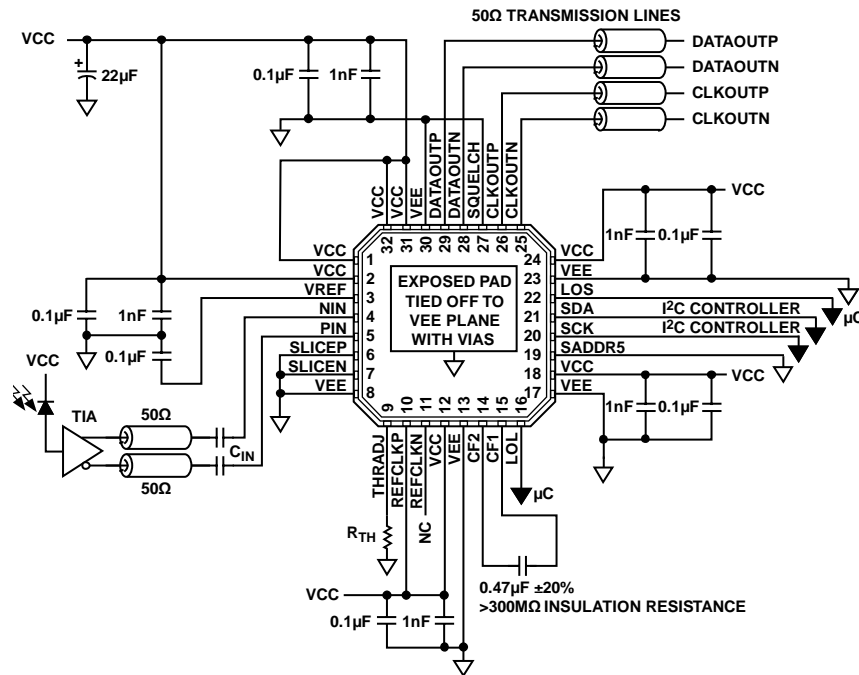 50Ω TRANSMISSION LINES
VCC
DATAOUTP
DATAOUTN
CLKOUTP
CLKOUTN
+
22µF
0.1µF
1nF
VCC
VCC
VEE
DATAOUTP
DATAOUTN
SQUELCH
CLKOUTP
CLKOUTN
32
31
30
29
28
27
26
25
VCC
VCC
VREF
NIN
PIN
SLICEP
SLICEN
VEE
1
2
3
4
5
6
7
8
EXPOSED PAD
TIED OFF TO
VEE PLANE
WITH VIAS
24
23
22
21
20
19
18
17
VCC
VEE
LOS
SDA
SCK
SADDR5
VCC
VEE
VCC
1nF
0.1µF
I2C CONTROLLER
I2C CONTROLLER
µC
VCC
1nF
0.1µF
0.1µF
1nF
0.1µF
VCC
TIA
50Ω
50Ω
CIN
9
10
11
12
13
14
15
16
THRADJ
REFCLKP
REFCLKN
VCC
VEE
CF2
CF1
LOL
RTH
NC
µC
0.47µF ±20%
>300MΩ INSULATION RESISTANCE
VCC
0.1µF
1nF